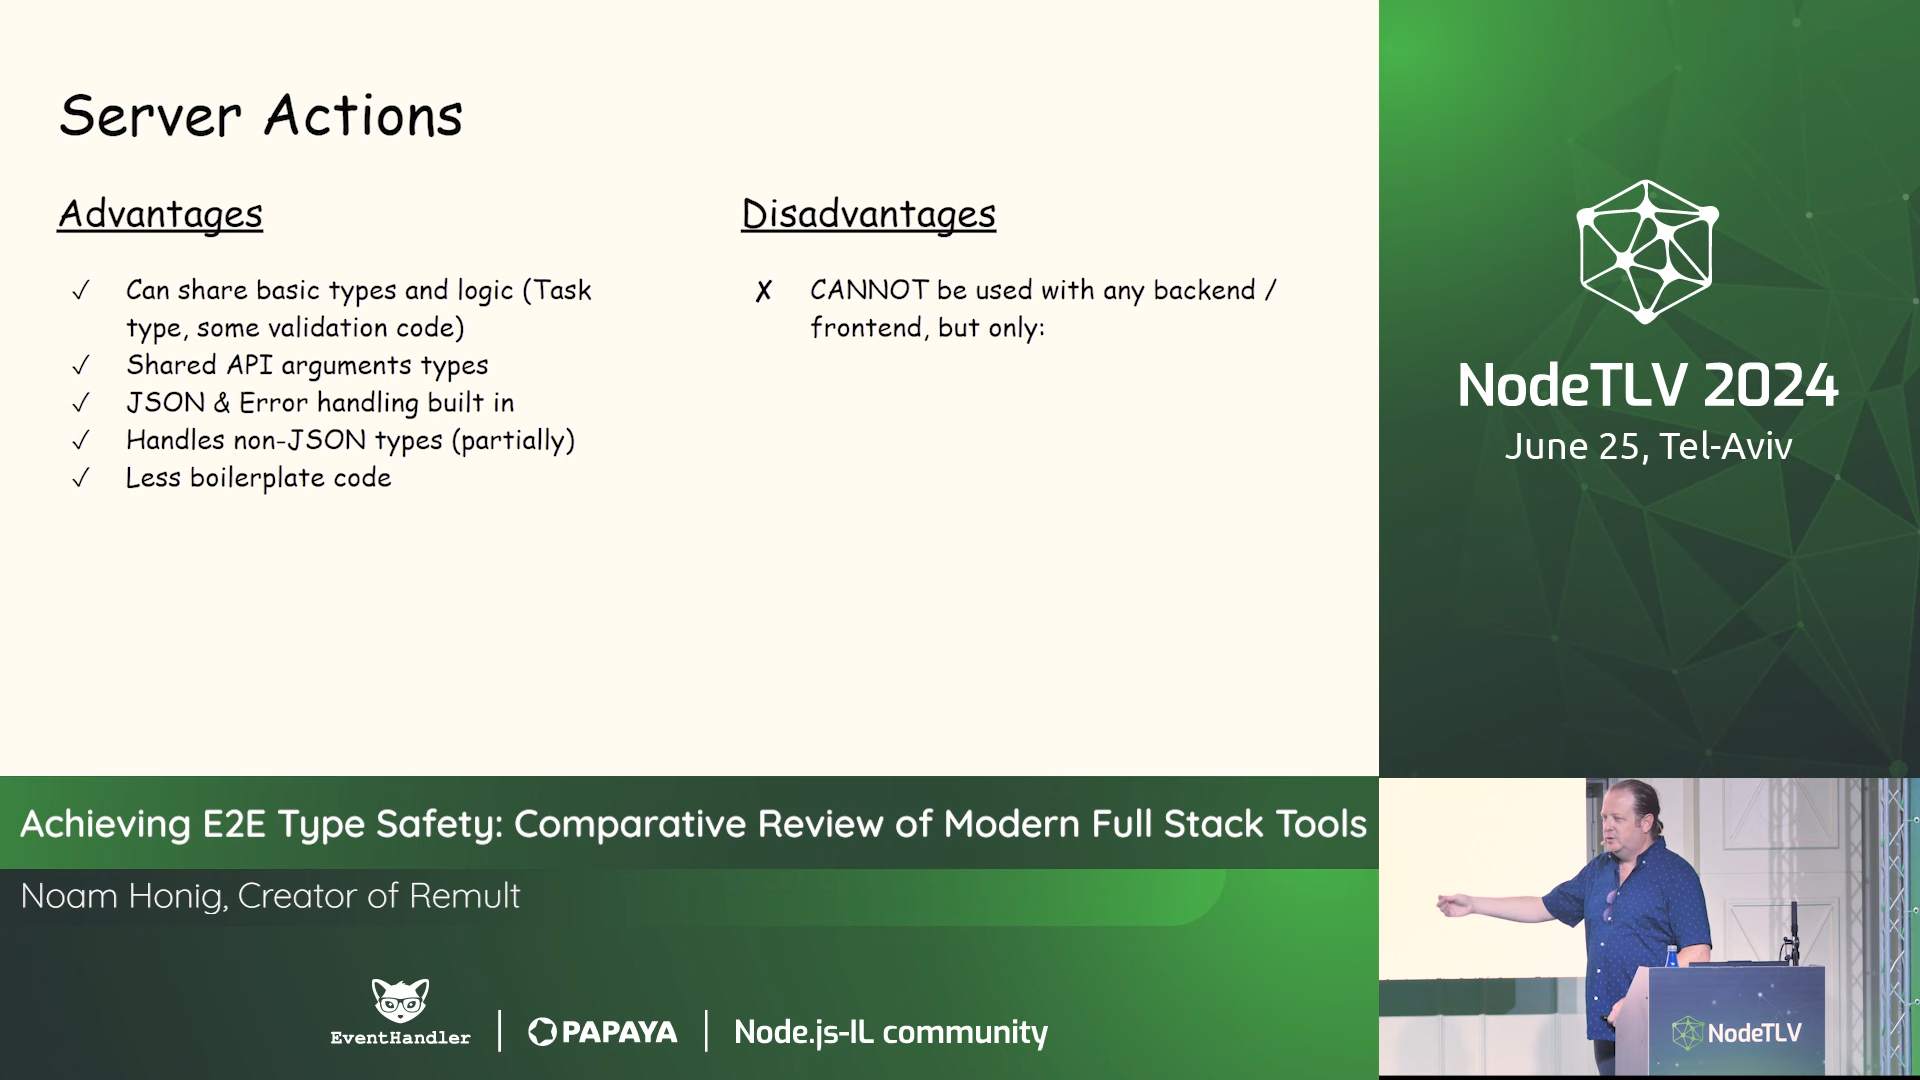 Server Actions
Advantages
✓ Can share basic types and logic (Task
type, some validation code)
✓ Shared API arguments types
✓ JSON & Error handling built in
✓ Handles non-JSON types (partially)
✓ Less boilerplate code
Disadvantages
✗ CANNOT be used with any backend /
frontend, but only:
NodeTLV 2024
June 25, Tel-Aviv
Achieving E2E Type Safety: Comparative Review of Modern Full Stack Tools
Noam Honig, Creator of Remult
EventHandler
PAPAYA
Node.js-IL community
NodeTLV